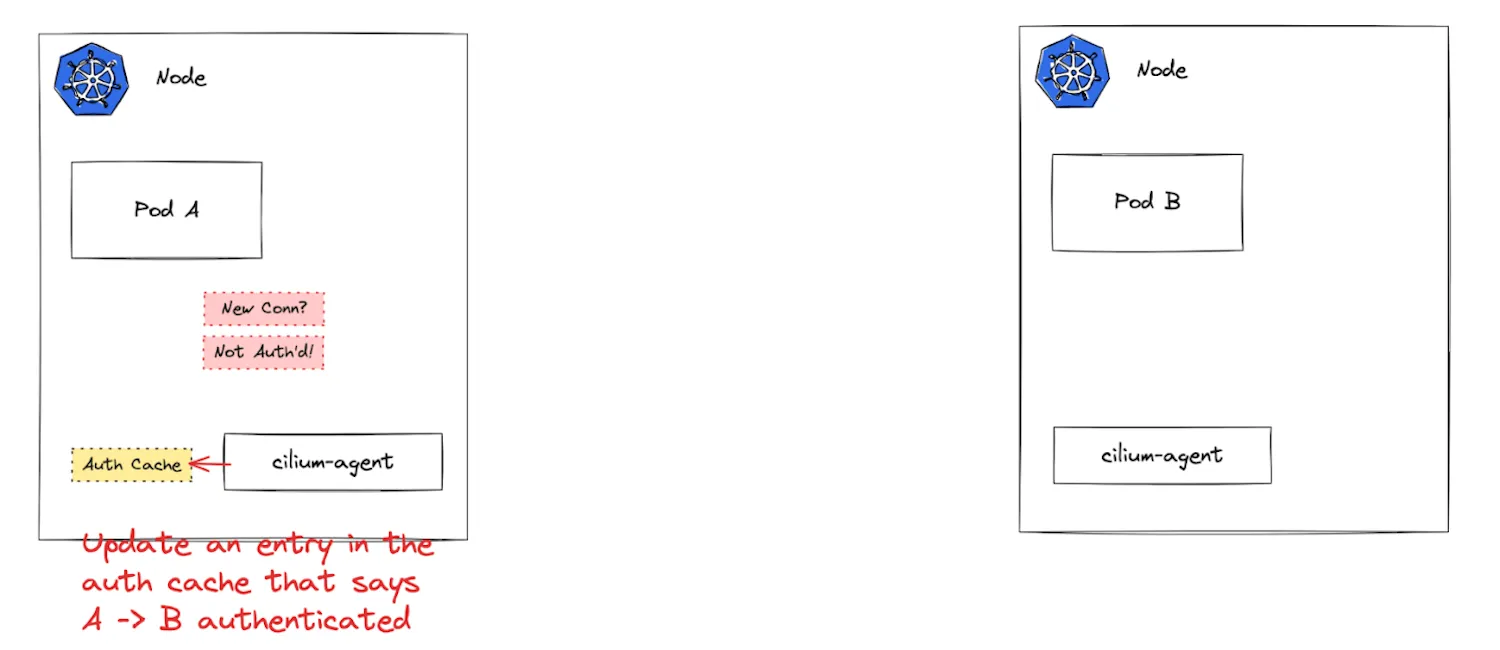 Node
Pod A
New Conn?
Not Auth'd!
Auth Cache
cilium-agent
Update an entry in the
auth cache that says
A -> B authenticated
Node
Pod B
cilium-agent